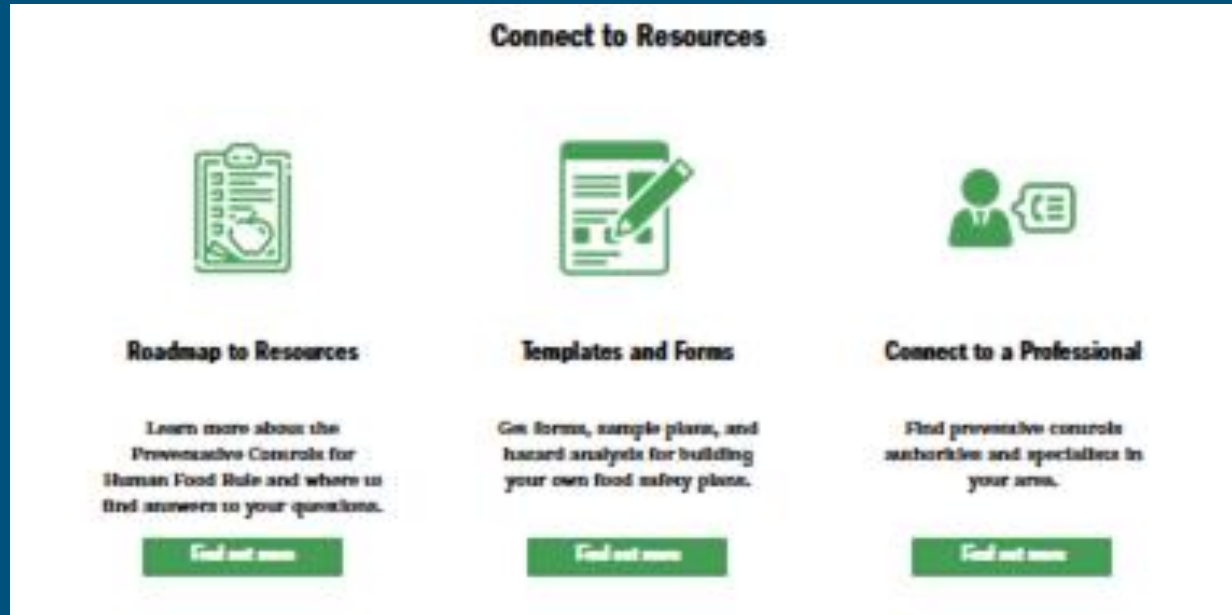 Connect to Resources
Roadmap to Resources
Learn more about the
Preventative Controls for
Human Food Rule and where to
find answers to your questions.
Find out more
Templates and Forms
Get forms, sample plans, and
hazard analysis for building
your own food safety plans.
Find out more
Connect to a Professional
Find preventive controls
authorities and specialists in
your area.
Find out more